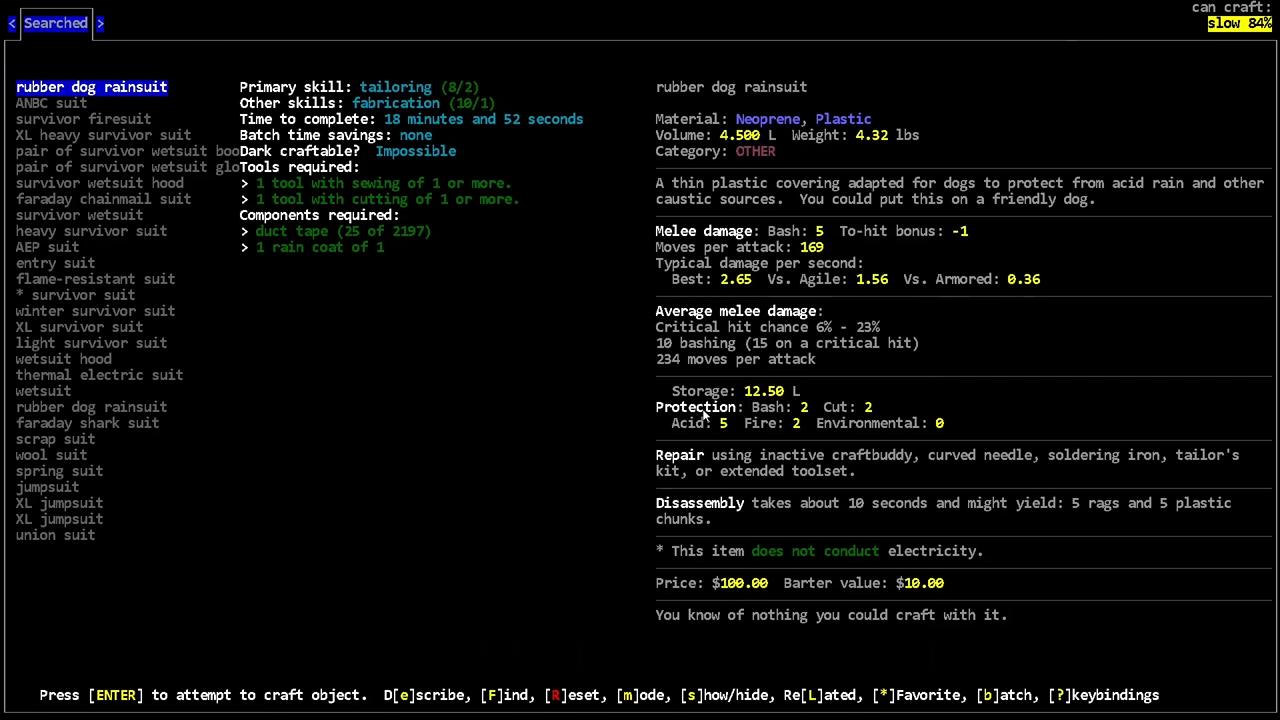 can craft:
< Searched >
slow 84%
rubber dog rainsuit
ANBC suit
survivor firesuit
XL heavy survivor suit
pair of survivor wetsuit boo
pair of survivor wetsuit glo
survivor wetsuit hood
faraday chainmail suit
survivor wetsuit
heavy survivor suit
AEP suit
entry suit
flame-resistant suit
* survivor suit
winter survivor suit
XL survivor suit
light survivor suit
wetsuit hood
thermal electric suit
wetsuit
rubber dog rainsuit
faraday shark suit
scrap suit
wool suit
spring suit
jumpsuit
XL jumpsuit
XL jumpsuit
union suit
Primary skill: tailoring (8/2)
Other skills: fabrication (10/1)
Time to complete: 18 minutes and 52 seconds
Batch time savings: none
Dark craftable? Impossible
Tools required:
> 1 tool with sewing of 1 or more.
> 1 tool with cutting of 1 or more.
Components required:
> duct tape (25 of 2197)
> 1 rain coat of 1
rubber dog rainsuit
Material: Neoprene, Plastic
Volume: 4.500 L Weight: 4.32 lbs
Category: OTHER
A thin plastic covering adapted for dogs to protect from acid rain and other
caustic sources. You could put this on a friendly dog.
Melee damage: Bash: 5 To-hit bonus: -1
Moves per attack: 169
Typical damage per second:
Best: 2.65 Vs. Agile: 1.56 Vs. Armored: 0.36
Average melee damage:
Critical hit chance 6% - 23%
10 bashing (15 on a critical hit)
234 moves per attack
Storage: 12.50 L
Protection: Bash: 2 Cut: 2
Acid: 5 Fire: 2 Environmental: 0
Repair using inactive craftbuddy, curved needle, soldering iron, tailor's
kit, or extended toolset.
Disassembly takes about 10 seconds and might yield: 5 rags and 5 plastic
chunks.
* This item does not conduct electricity.
Price: $100.00 Barter value: $10.00
You know of nothing you could craft with it.
Press [ENTER] to attempt to craft object. D[e]scribe, [F]ind, [R]eset, [m]ode, [s]how/hide, Re[L]ated, [*]Favorite, [b]atch, [?]keybindings